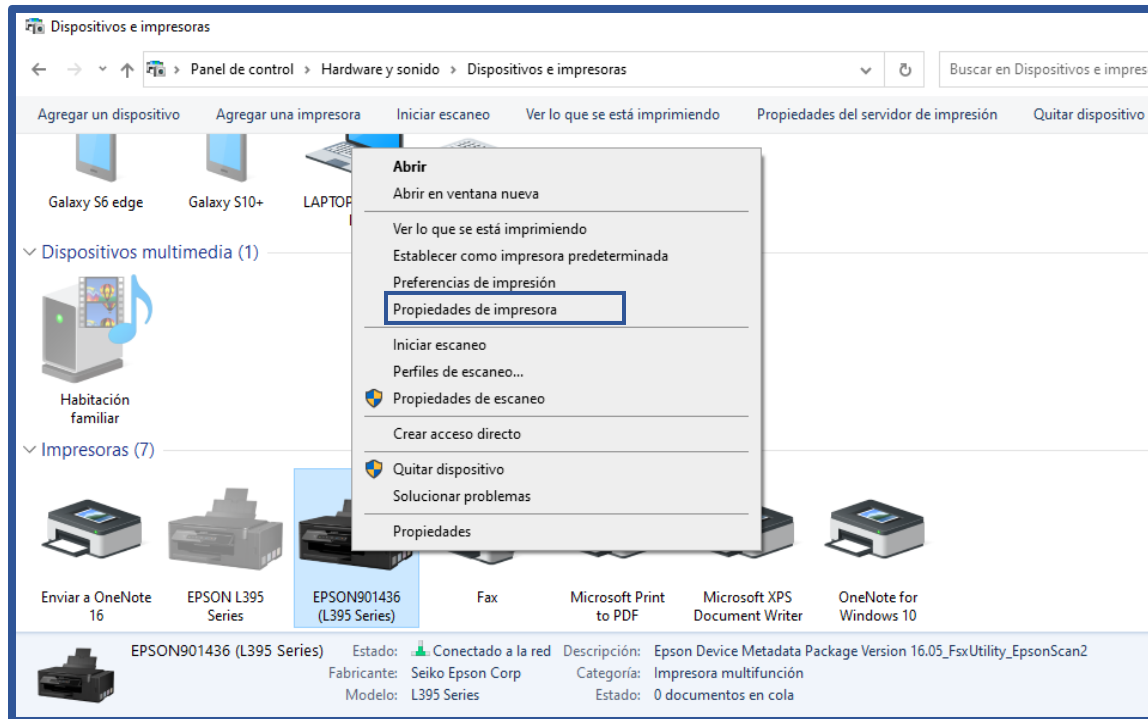 Dispositivos e impresoras
Panel de control > Hardware y sonido > Dispositivos e impresoras
Buscar en Dispositivos e impres
Agregar un dispositivo Agregar una impresora Iniciar escaneo Ver lo que se está imprimiendo Propiedades del servidor de impresión Quitar dispositivo
Galaxy S6 edge
Galaxy S10+
LAPTOP
Abrir
Abrir en ventana nueva
Ver lo que se está imprimiendo
Establecer como impresora predeterminada
Preferencias de impresión
Propiedades de impresora
Iniciar escaneo
Perfiles de escaneo...
Propiedades de escaneo
Crear acceso directo
Quitar dispositivo
Solucionar problemas
Propiedades
Dispositivos multimedia (1)
Habitación
familiar
Impresoras (7)
Enviar a OneNote
16
EPSON L395
Series
EPSON901436
(L395 Series)
Fax
Microsoft Print
to PDF
Microsoft XPS
Document Writer
OneNote for
Windows 10
EPSON901436 (L395 Series) Estado: Conectado a la red Descripción: Epson Device Metadata Package Version 16.05_FsxUtility_EpsonScan2
Fabricante: Seiko Epson Corp Categoría: Impresora multifunción
Modelo: L395 Series Estado: 0 documentos en cola